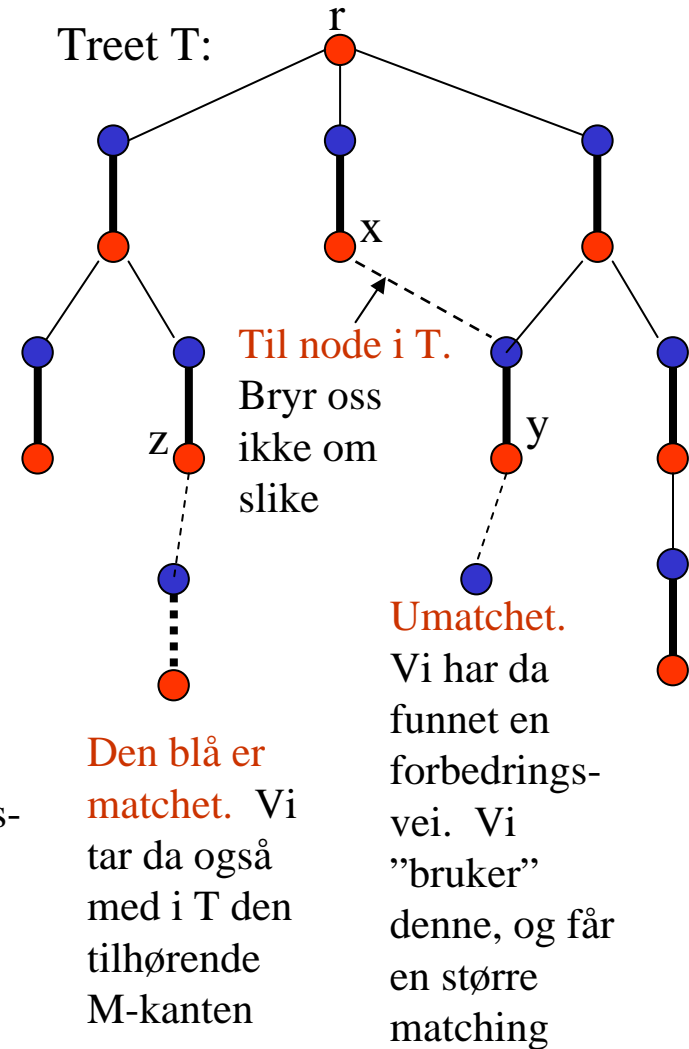 r
Treet T:
x
Til node i T.
Bryr oss
ikke om
slike
y
z
Umatchet.
Vi har da
funnet en
forbedrings-
vei. Vi
”bruker”
denne, og får
en større
matching
Den blå er
matchet. Vi
tar da også
med i T den
tilhørende
M-kanten
s-